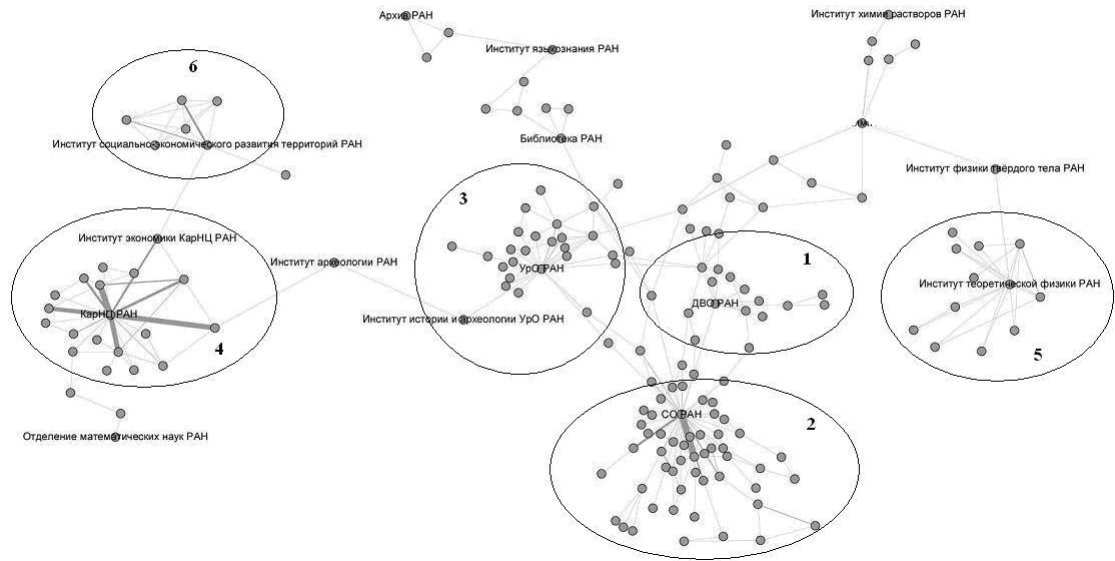 Архив РАН
Институт химии растворов РАН
Институт языкознания РАН
6
Библиотека РАН
Институт социально-экономического развития территорий РАН
Институт физики твёрдого тела РАН
3
Институт экономики КарНЦ РАН
1
Институт археологии РАН
УрО РАН
Институт теоретической физики РАН
ДВО РАН
КарНЦ РАН
Институт истории и археологии УрО РАН
4
5
СО РАН
2
Отделение математических наук РАН